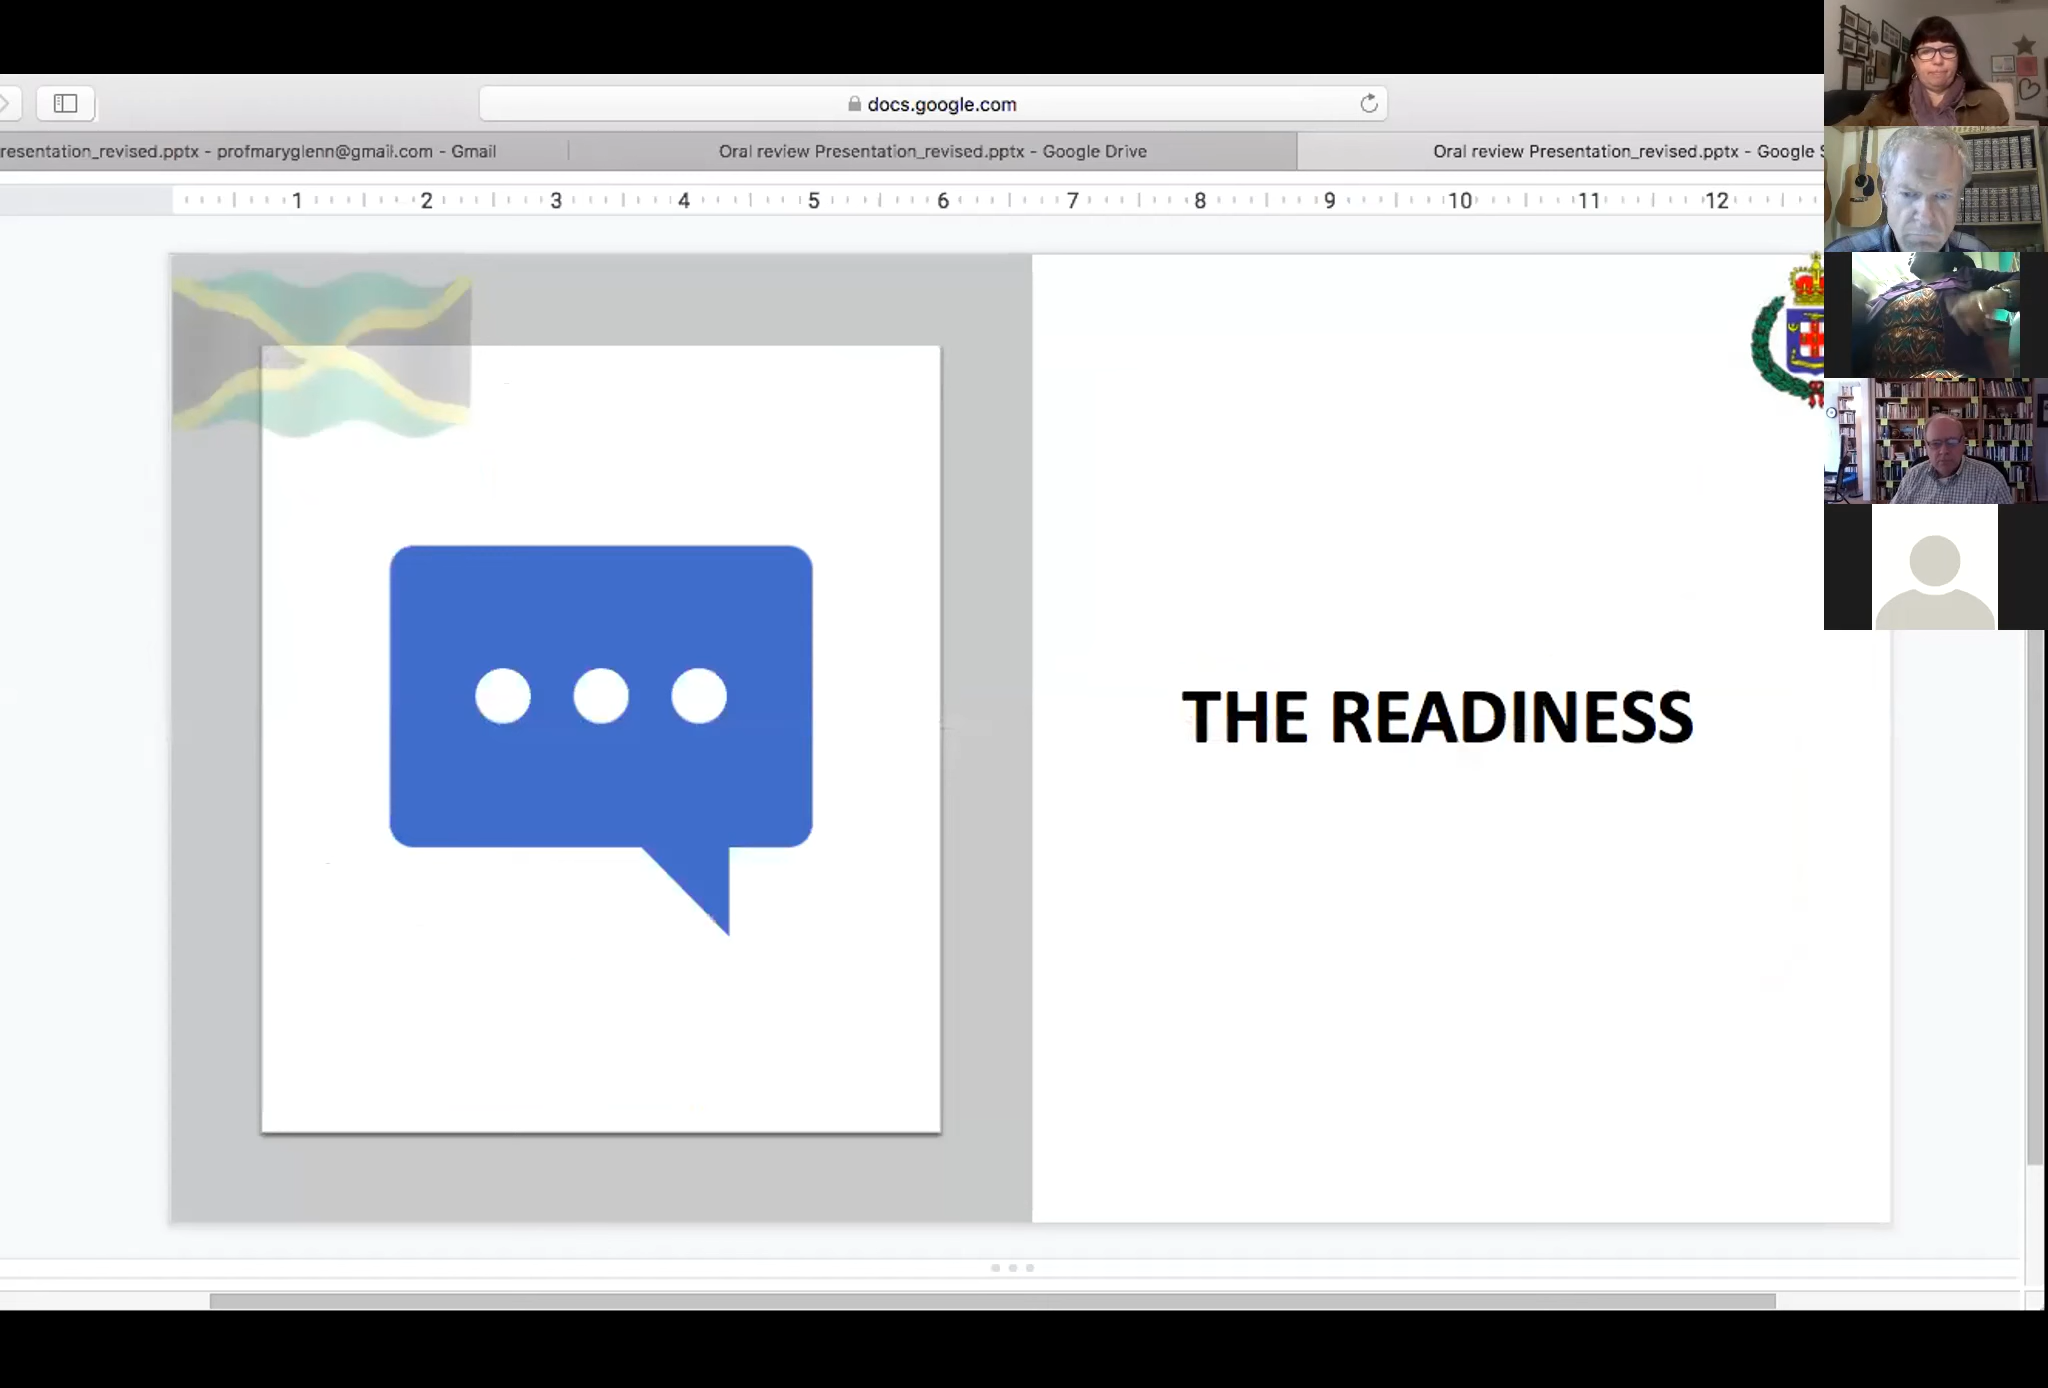 docs.google.com
resentation_revised.pptx - profmaryglenn@gmail.com - Gmail
Oral review Presentation_revised.pptx - Google Drive
Oral review Presentation_revised.pptx - Google S
1 2 3 4 5 6 7 8 9 10 11 12
THE READINESS